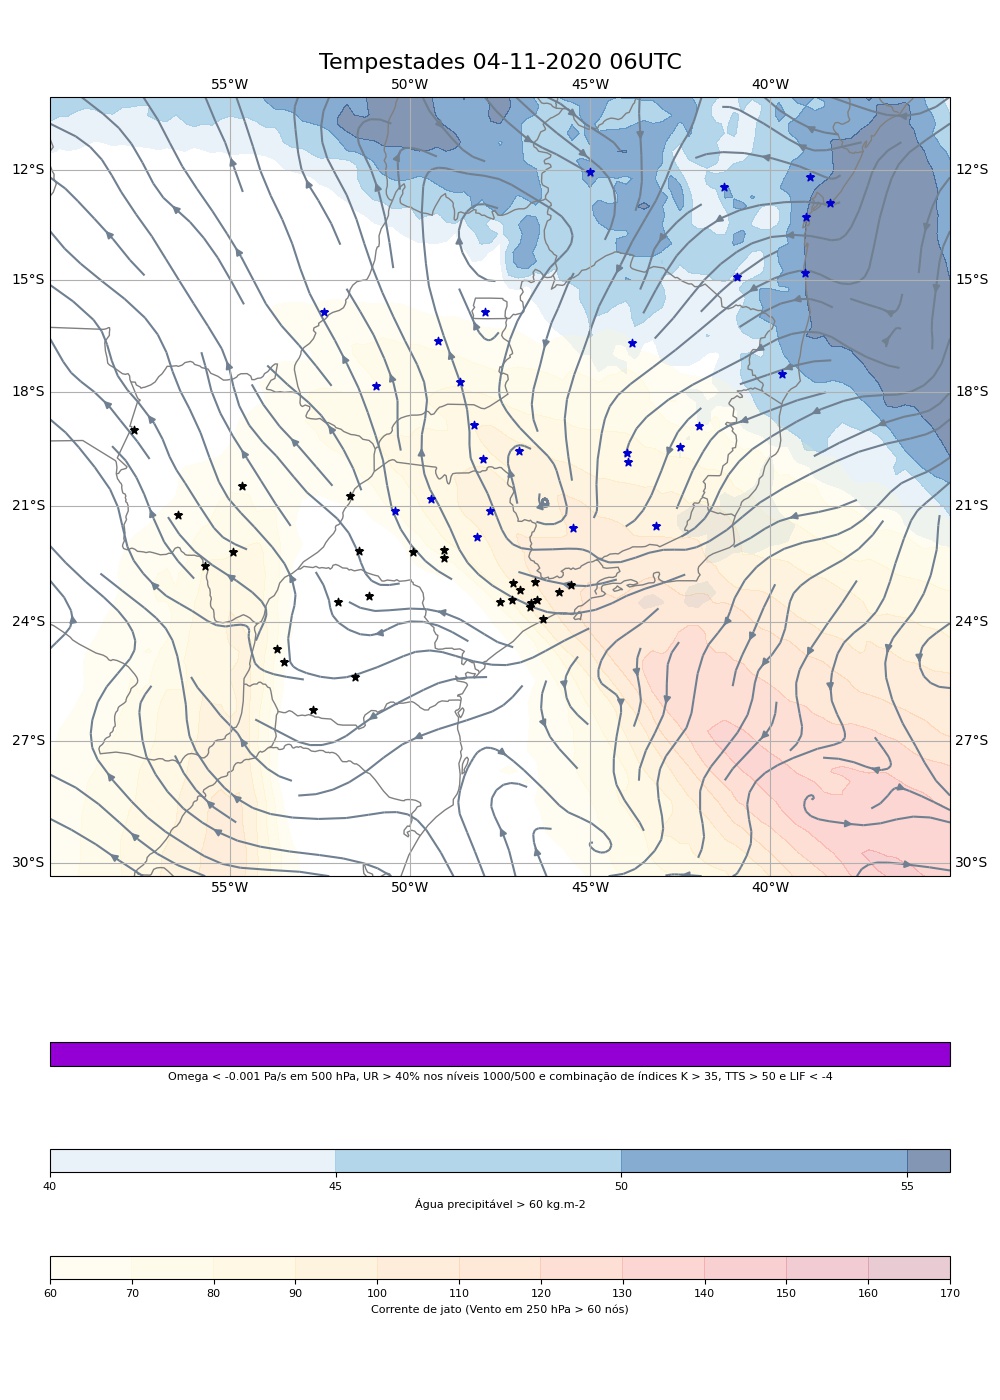 Tempestades 04-11-2020 06UTC
55°W 50°W 45°W 40°W
12°S 12°S
15°S 15°S
18°S 18°S
21°S 21°S
24°S 24°S
27°S 27°S
30°S 30°S
55°W 50°W 45°W 40°W
Omega < -0.001 Pa/s em 500 hPa, UR > 40% nos níveis 1000/500 e combinação de índices K > 35, TTS > 50 e LIF < -4
40 45 50 55
Água precipitável > 60 kg.m-2
60 70 80 90 100 110 120 130 140 150 160 170
Corrente de jato (Vento em 250 hPa > 60 nós)